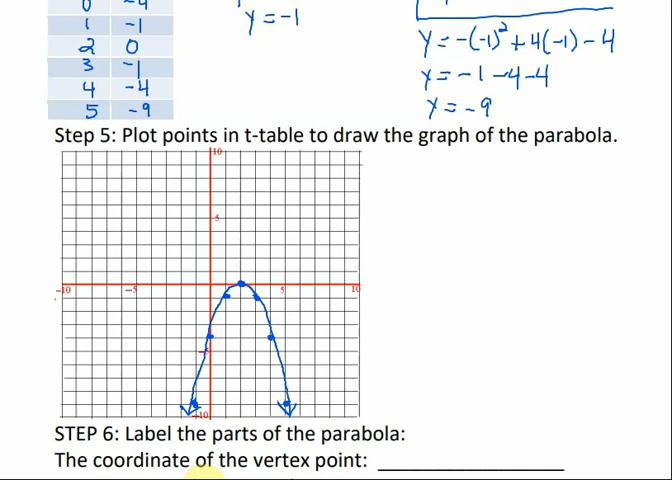 0 -4
y = -1
1 -1
2 0
3 -1
4 -4
5 -9
y = -(-1)² + 4(-1) - 4
y = -1 - 4 - 4
y = -9
Step 5: Plot points in t-table to draw the graph of the parabola.
10
5
-10 -5 5 10
-10
STEP 6: Label the parts of the parabola:
The coordinate of the vertex point: ____________________